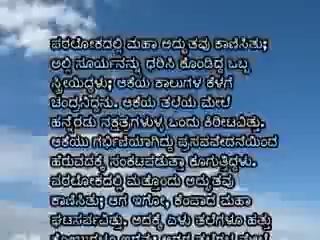 ಪರಲೋಕದಲ್ಲಿ ಮಹಾ ಅದ್ಭುತವು ಕಾಣಿಸಿತು;
ಅಲ್ಲಿ ಸೂರ್ಯನನ್ನು ಧರಿಸಿ ಕೊಂಡಿದ್ದ ಒಬ್ಬ
ಸ್ತ್ರೀಯಿದ್ದಳು; ಆಕೆಯ ಕಾಲುಗಳ ಕೆಳಗೆ
ಚಂದ್ರನಿದ್ದನು. ಆಕೆಯ ತಲೆಯ ಮೇಲೆ
ಹನ್ನೆರಡು ನಕ್ಷತ್ರಗಳುಳ್ಳ ಒಂದು ಕಿರೀಟವಿತ್ತು.
ಆಕೆಯು ಗರ್ಭಿಣಿಯಾಗಿದ್ದು ಪ್ರಸವವೇದನೆಯಿಂದ
ಹೆರುವದಕ್ಕೆ ಸಂಕಟಪಡುತ್ತಾ ಕೂಗುತ್ತಿದ್ದಳು.
ಪರಲೋಕದಲ್ಲಿ ಮತ್ತೊಂದು ಅದ್ಭುತವು
ಕಾಣಿಸಿತು; ಆಗ ಇಗೋ, ಕೆಂಪಾದ ಮಹಾ
ಘಟಸರ್ಪವಿತ್ತು. ಅದಕ್ಕೆ ಏಳು ತಲೆಗಳೂ ಹತ್ತು